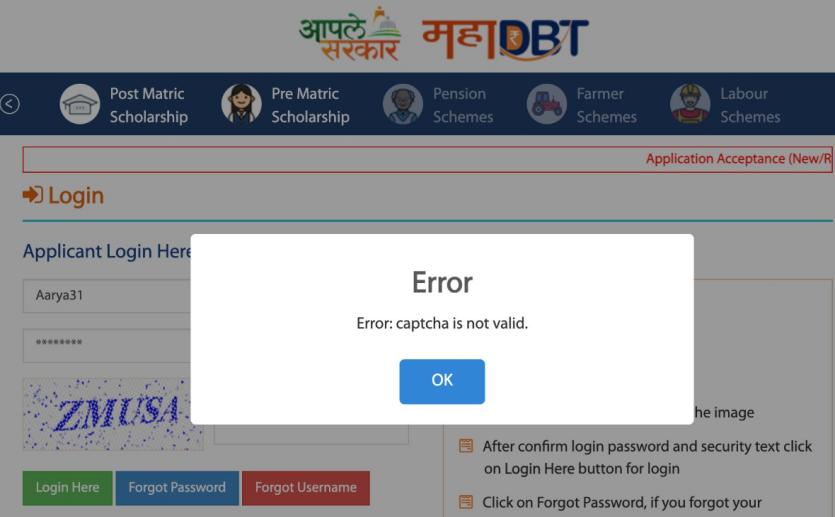 आपले सरकार महाDBT
Post Matric Scholarship
Pre Matric Scholarship
Pension Schemes
Farmer Schemes
Labour Schemes
Application Acceptance (New/R
Login
Applicant Login Here
Aarya31
********
Error
Error: captcha is not valid.
OK
ZMUSA
he image
After confirm login password and security text click
on Login Here button for login
Login Here
Forgot Password
Forgot Username
Click on Forgot Password, if you forgot your